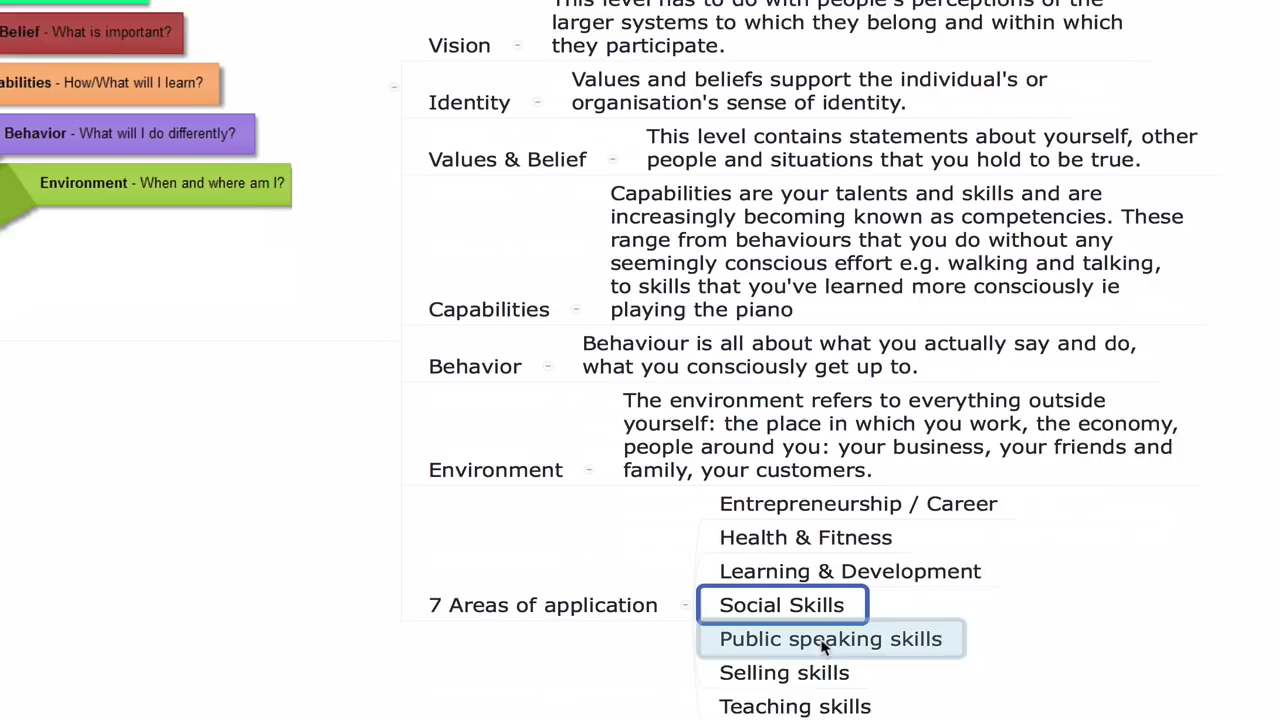 Belief - What is important?
abilities - How/What will I learn?
Behavior - What will I do differently?
Environment - When and where am I?
This level has to do with people's perceptions of the
larger systems to which they belong and within which
Vision
they participate.
Values and beliefs support the individual's or
Identity
organisation's sense of identity.
This level contains statements about yourself, other
Values & Belief
people and situations that you hold to be true.
Capabilities are your talents and skills and are
increasingly becoming known as competencies. These
range from behaviours that you do without any
seemingly conscious effort e.g. walking and talking,
to skills that you've learned more consciously ie
Capabilities
playing the piano
Behaviour is all about what you actually say and do,
Behavior
what you consciously get up to.
The environment refers to everything outside
yourself: the place in which you work, the economy,
people around you: your business, your friends and
Environment
family, your customers.
7 Areas of application
Entrepreneurship / Career
Health & Fitness
Learning & Development
Social Skills
Public speaking skills
Selling skills
Teaching skills